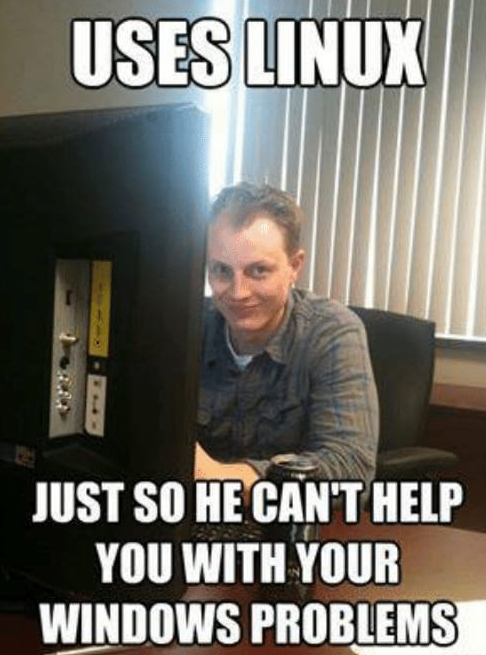 USES LINUX
JUST SO HE CAN'T HELP
YOU WITH YOUR
WINDOWS PROBLEMS